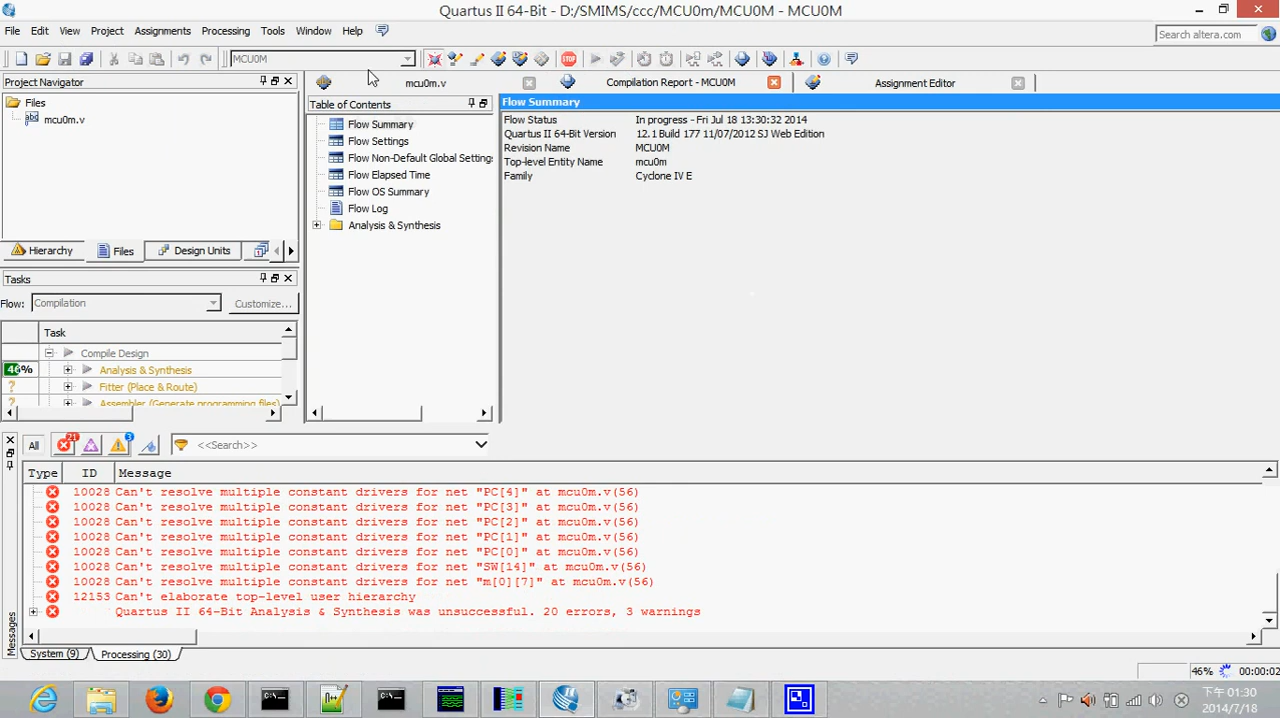 Quartus II 64-Bit - D:/SMIMS/ccc/MCU0m/MCU0M - MCU0M
File Edit View Project Assignments Processing Tools Window Help
Search altera.com
MCU0M
Project Navigator
mcu0m.v
Compilation Report - MCU0M
Assignment Editor
Files
mcu0m.v
Table of Contents
Flow Summary
Flow Settings
Flow Non-Default Global Settings
Flow Elapsed Time
Flow OS Summary
Flow Log
Analysis & Synthesis
Flow Summary
Flow Status In progress - Fri Jul 18 13:30:32 2014
Quartus II 64-Bit Version 12.1 Build 177 11/07/2012 SJ Web Edition
Revision Name MCU0M
Top-level Entity Name mcu0m
Family Cyclone IV E
Hierarchy Files Design Units
Tasks
Flow: Compilation Customize...
Task
Compile Design
46% Analysis & Synthesis
? Fitter (Place & Route)
? Assembler (Generate programming files)
All 21 3 <<Search>>
Type ID Message
10028 Can't resolve multiple constant drivers for net "PC[4]" at mcu0m.v(56)
10028 Can't resolve multiple constant drivers for net "PC[3]" at mcu0m.v(56)
10028 Can't resolve multiple constant drivers for net "PC[2]" at mcu0m.v(56)
10028 Can't resolve multiple constant drivers for net "PC[1]" at mcu0m.v(56)
10028 Can't resolve multiple constant drivers for net "PC[0]" at mcu0m.v(56)
10028 Can't resolve multiple constant drivers for net "SW[14]" at mcu0m.v(56)
10028 Can't resolve multiple constant drivers for net "m[0][7]" at mcu0m.v(56)
12153 Can't elaborate top-level user hierarchy
Quartus II 64-Bit Analysis & Synthesis was unsuccessful. 20 errors, 3 warnings
Messages
System (9) Processing (30)
46% 00:00:02
下午 01:30
2014/7/18